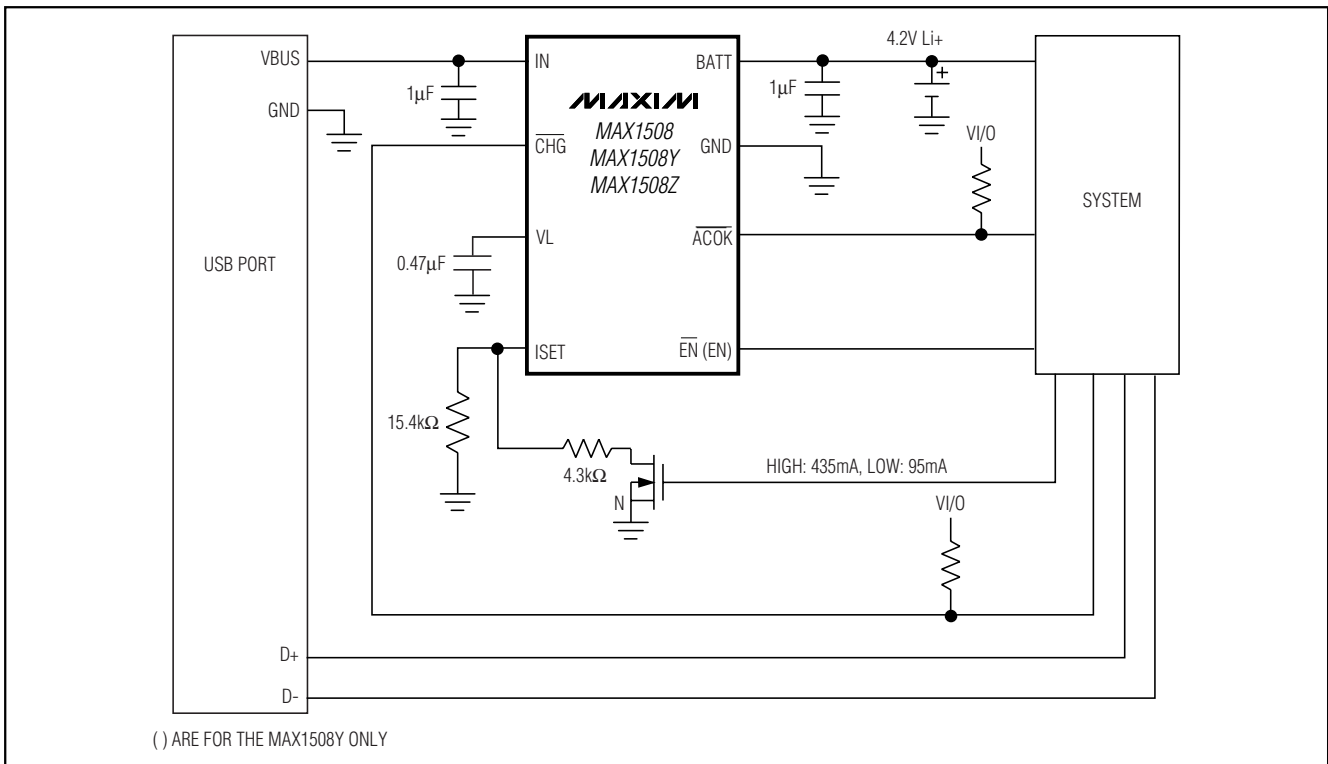 VBUS
GND
USB PORT
D+
D-
1μF
0.47μF
15.4kΩ
4.3kΩ
N
IN
CHG
VL
ISET
MAXIM
MAX1508
MAX1508Y
MAX1508Z
BATT
GND
ACOK
EN (EN)
1μF
4.2V Li+
+
VI/O
SYSTEM
HIGH: 435mA, LOW: 95mA
VI/O
( ) ARE FOR THE MAX1508Y ONLY